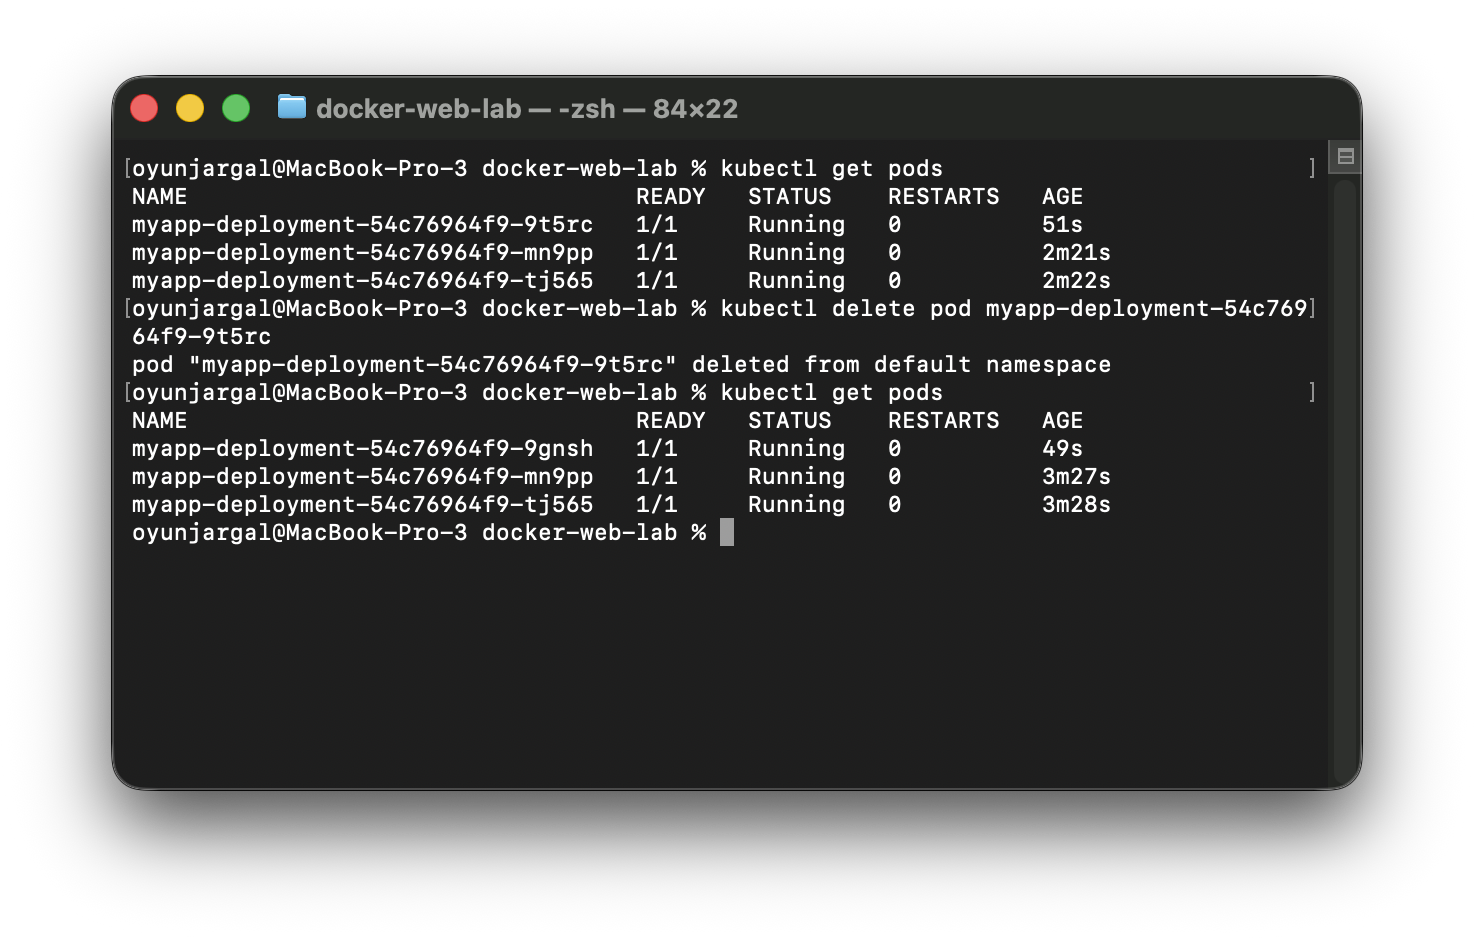 docker-web-lab — -zsh — 84×22
[oyunjargal@MacBook-Pro-3 docker-web-lab % kubectl get pods ]
NAME READY STATUS RESTARTS AGE
myapp-deployment-54c76964f9-9t5rc 1/1 Running 0 51s
myapp-deployment-54c76964f9-mn9pp 1/1 Running 0 2m21s
myapp-deployment-54c76964f9-tj565 1/1 Running 0 2m22s
[oyunjargal@MacBook-Pro-3 docker-web-lab % kubectl delete pod myapp-deployment-54c769]
64f9-9t5rc
pod "myapp-deployment-54c76964f9-9t5rc" deleted from default namespace
[oyunjargal@MacBook-Pro-3 docker-web-lab % kubectl get pods ]
NAME READY STATUS RESTARTS AGE
myapp-deployment-54c76964f9-9gnsh 1/1 Running 0 49s
myapp-deployment-54c76964f9-mn9pp 1/1 Running 0 3m27s
myapp-deployment-54c76964f9-tj565 1/1 Running 0 3m28s
oyunjargal@MacBook-Pro-3 docker-web-lab %